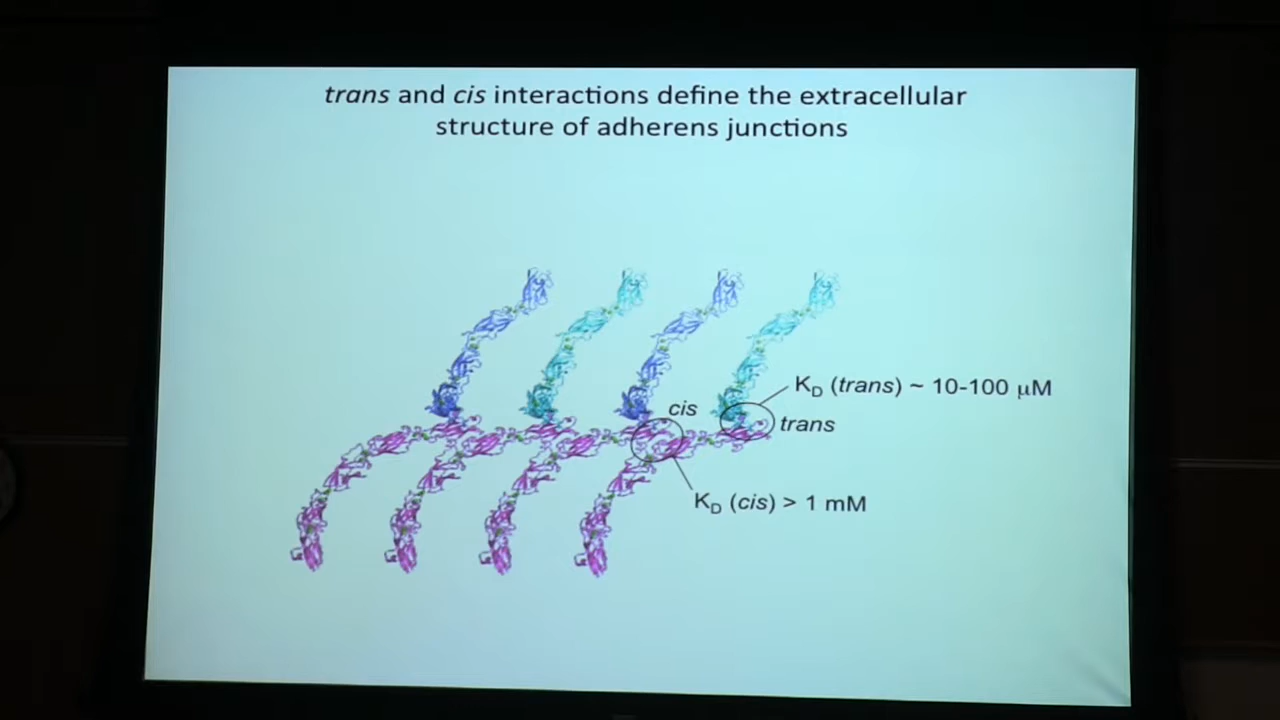 trans and cis interactions define the extracellular
structure of adherens junctions
K_D (trans) ~ 10-100 μM
cis
trans
K_D (cis) > 1 mM